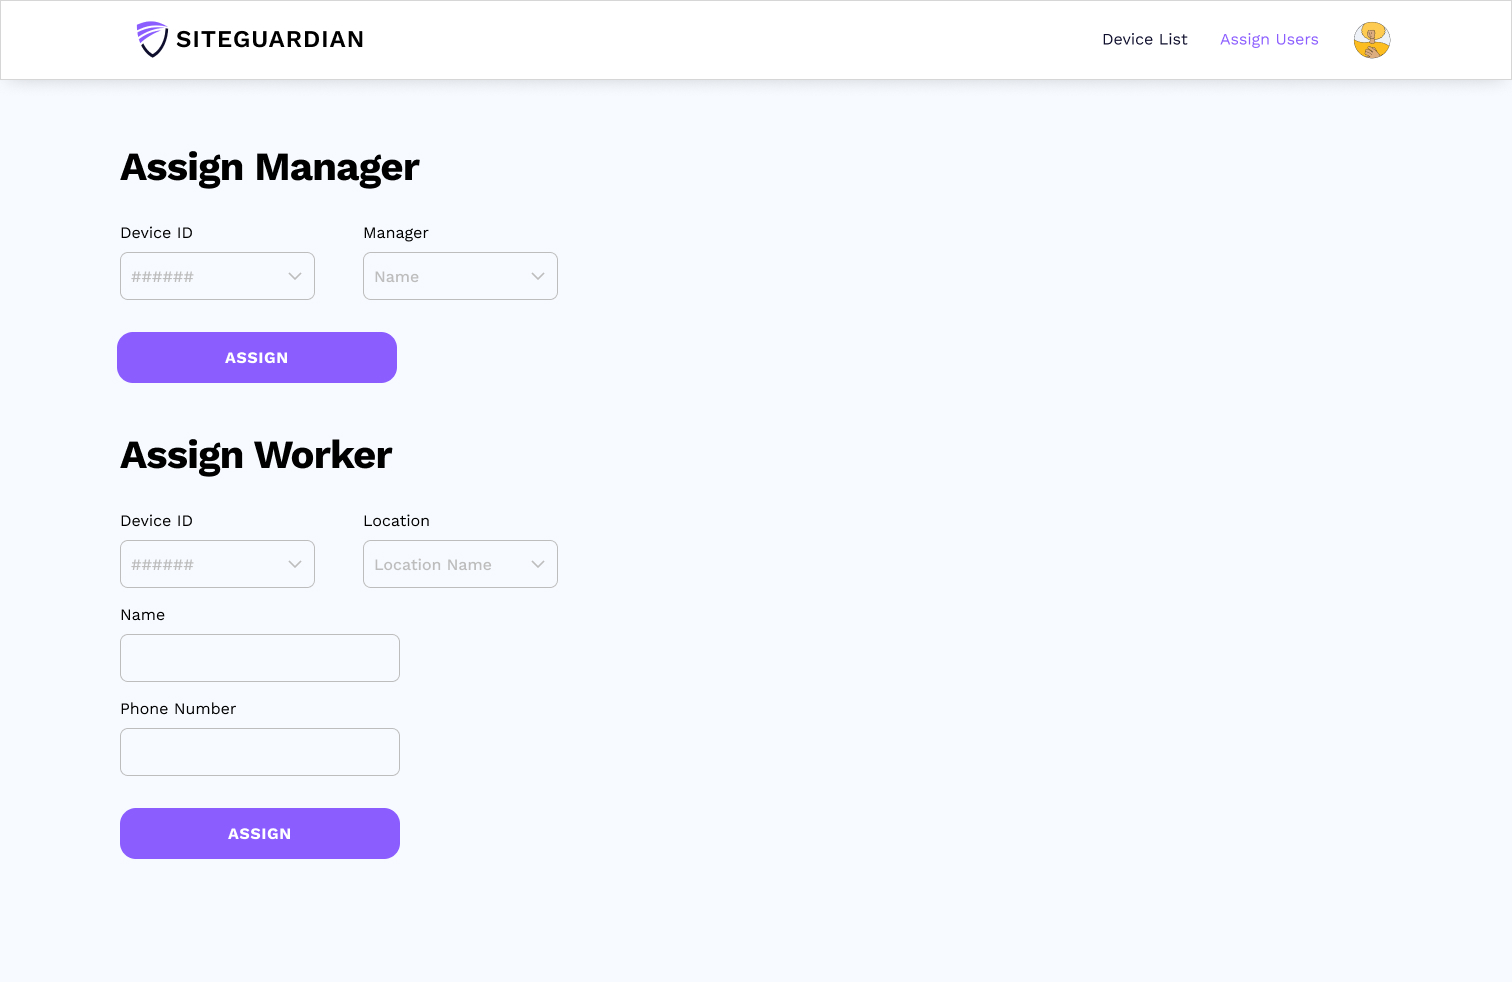 SITEGUARDIAN
Device List
Assign Users
Assign Manager
Device ID
Manager
######
Name
ASSIGN
Assign Worker
Device ID
Location
######
Location Name
Name
Phone Number
ASSIGN